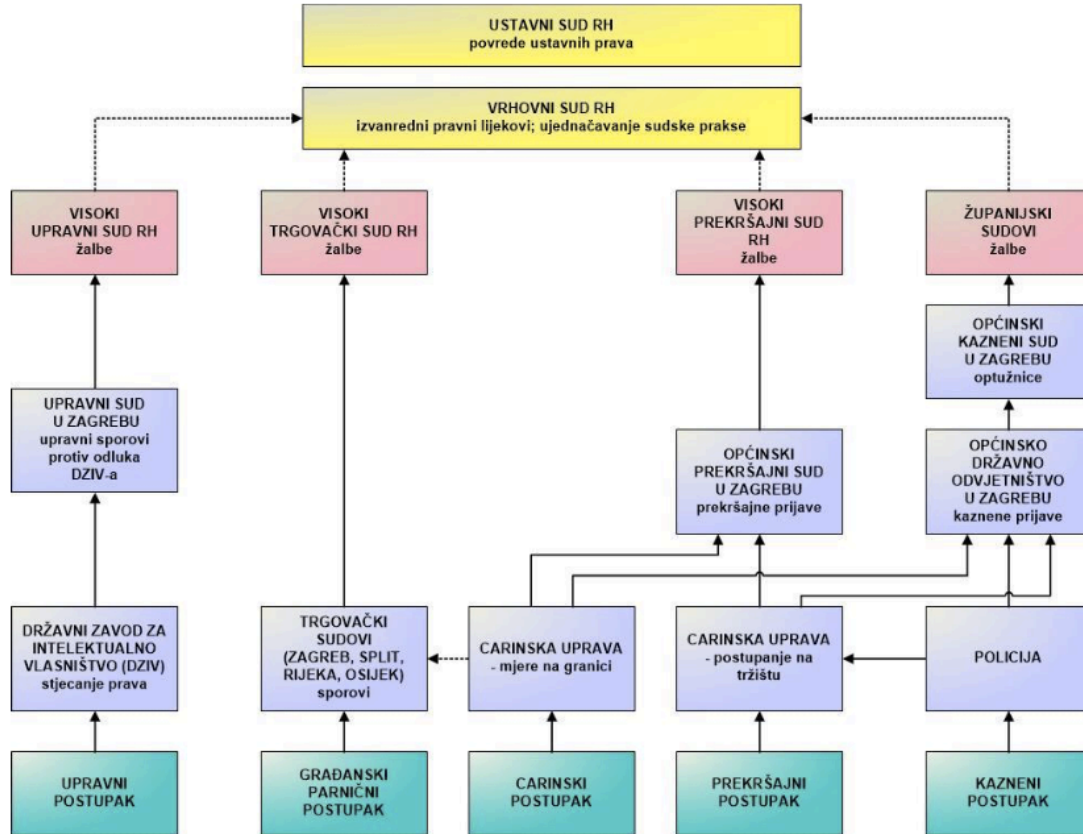 USTAVNI SUD RH
povrede ustavnih prava
VRHOVNI SUD RH
izvanredni pravni lijekovi; ujednačavanje sudske prakse
VISOKI
UPRAVNI SUD RH
žalbe
VISOKI
TRGOVAČKI SUD RH
žalbe
VISOKI
PREKRŠAJNI SUD
RH
žalbe
ŽUPANIJSKI
SUDOVI
žalbe
OPĆINSKI
KAZNENI SUD
U ZAGREBU
optužnice
UPRAVNI SUD
U ZAGREBU
upravni sporovi
protiv odluka
DZIV-a
OPĆINSKI
PREKRŠAJNI SUD
U ZAGREBU
prekršajne prijave
OPĆINSKO
DRŽAVNO
ODVJETNIŠTVO
U ZAGREBU
kaznene prijave
DRŽAVNI ZAVOD ZA
INTELEKTUALNO
VLASNIŠTVO (DZIV)
stjecanje prava
TRGOVAČKI
SUDOVI
(ZAGREB, SPLIT,
RIJEKA, OSIJEK)
sporovi
CARINSKA UPRAVA
- mjere na granici
CARINSKA UPRAVA
- postupanje na
tržištu
POLICIJA
UPRAVNI
POSTUPAK
GRAĐANSKI
PARNIČNI
POSTUPAK
CARINSKI
POSTUPAK
PREKRŠAJNI
POSTUPAK
KAZNENI
POSTUPAK